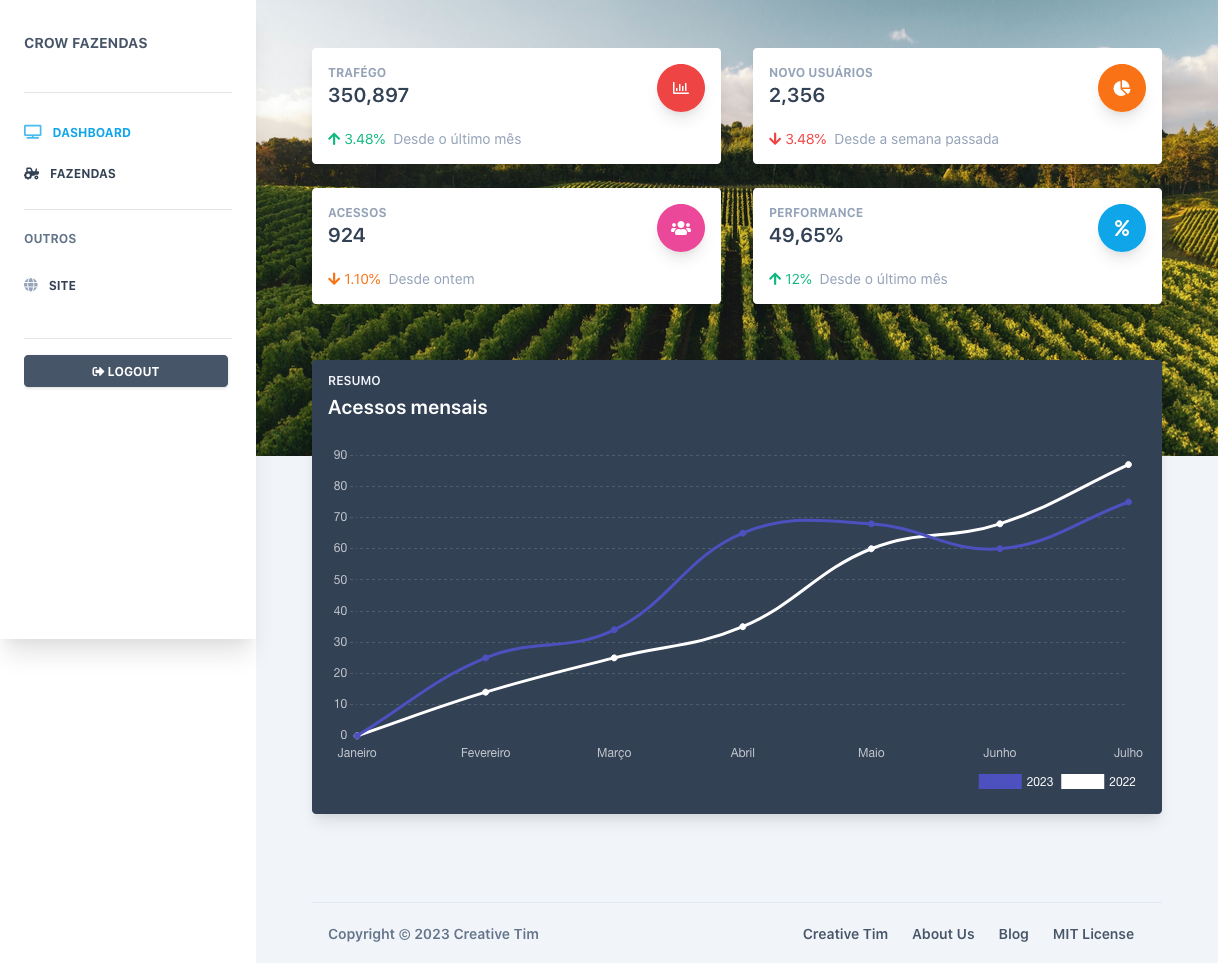 CROW FAZENDAS
DASHBOARD
FAZENDAS
OUTROS
SITE
LOGOUT
TRAFÉGO
350,897
3.48% Desde o último mês
NOVO USUÁRIOS
2,356
3.48% Desde a semana passada
ACESSOS
924
1.10% Desde ontem
PERFORMANCE
49,65%
12% Desde o último mês
RESUMO
Acessos mensais
90
80
70
60
50
40
30
20
10
0
Janeiro Fevereiro Março Abril Maio Junho Julho
2023 2022
Copyright © 2023 Creative Tim
Creative Tim About Us Blog MIT License